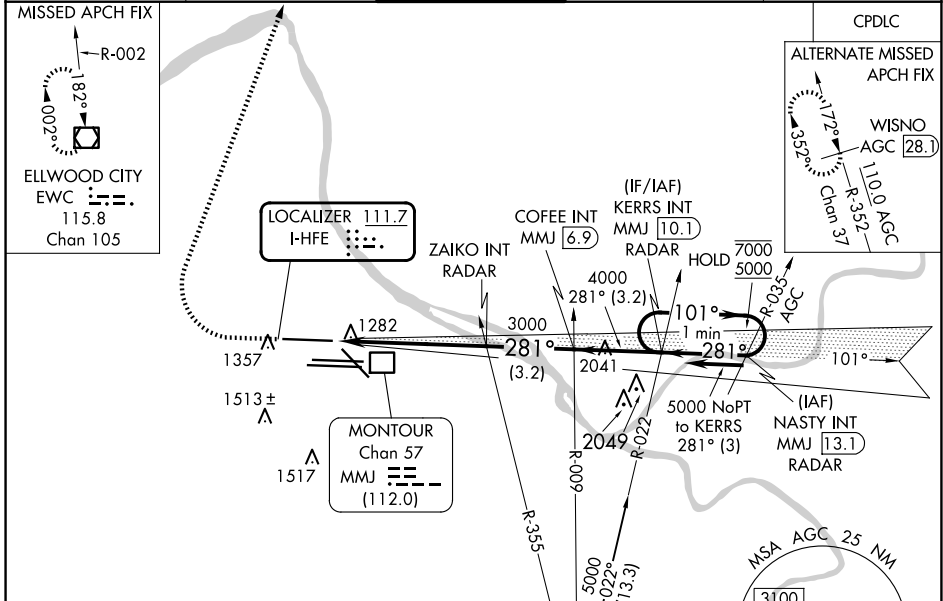 MISSED APCH FIX
R-002
182°
002°
ELLWOOD CITY
EWC
115.8
Chan 105
LOCALIZER 111.7
I-HFE
ZAIKO INT
RADAR
COFEE INT
MMJ 6.9
(IF/IAF)
KERRS INT
MMJ 10.1
RADAR
HOLD
7000
5000
CPDLC
ALTERNATE MISSED
APCH FIX
172°
352°
WISNO
AGC 28.1
110.0 AGC
Chan 37
R-352
R-035
AGC
4000
281° (3.2)
101°
1 min
281°
101°
3000
281°
(3.2)
2041
1282
1357
1513 ±
1517
2049
R-022
5000 NoPT
to KERRS
281° (3)
(IAF)
NASTY INT
MMJ 13.1
RADAR
MONTOUR
Chan 57
MMJ
(112.0)
R-355
R-009
5000
022°
(13.3)
MSA AGC 25 NM
3100